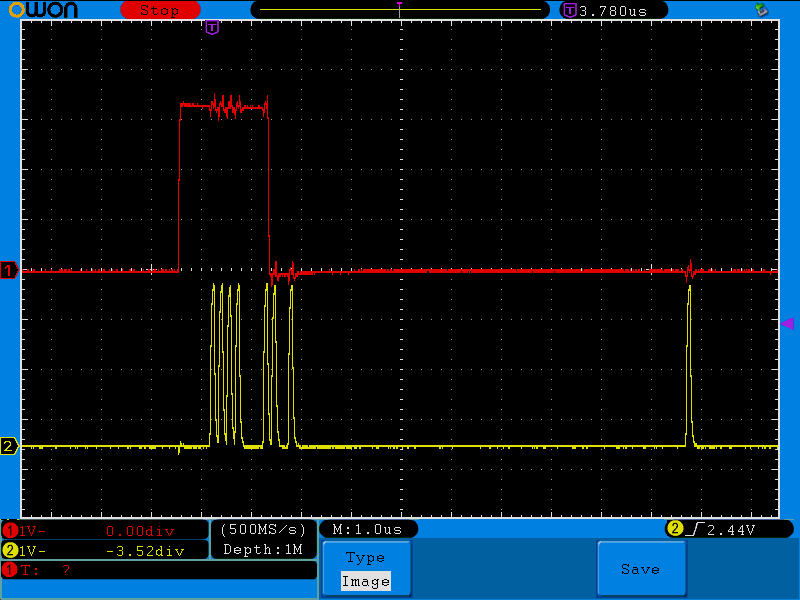 OWON
Stop
T
T 3.780us
1
2
1 1V- 0.00div
2 1V- -3.52div
1 T: ?
(500MS/s)
Depth:1M
M:1.0us
2 2.44V
Type
Image
Save